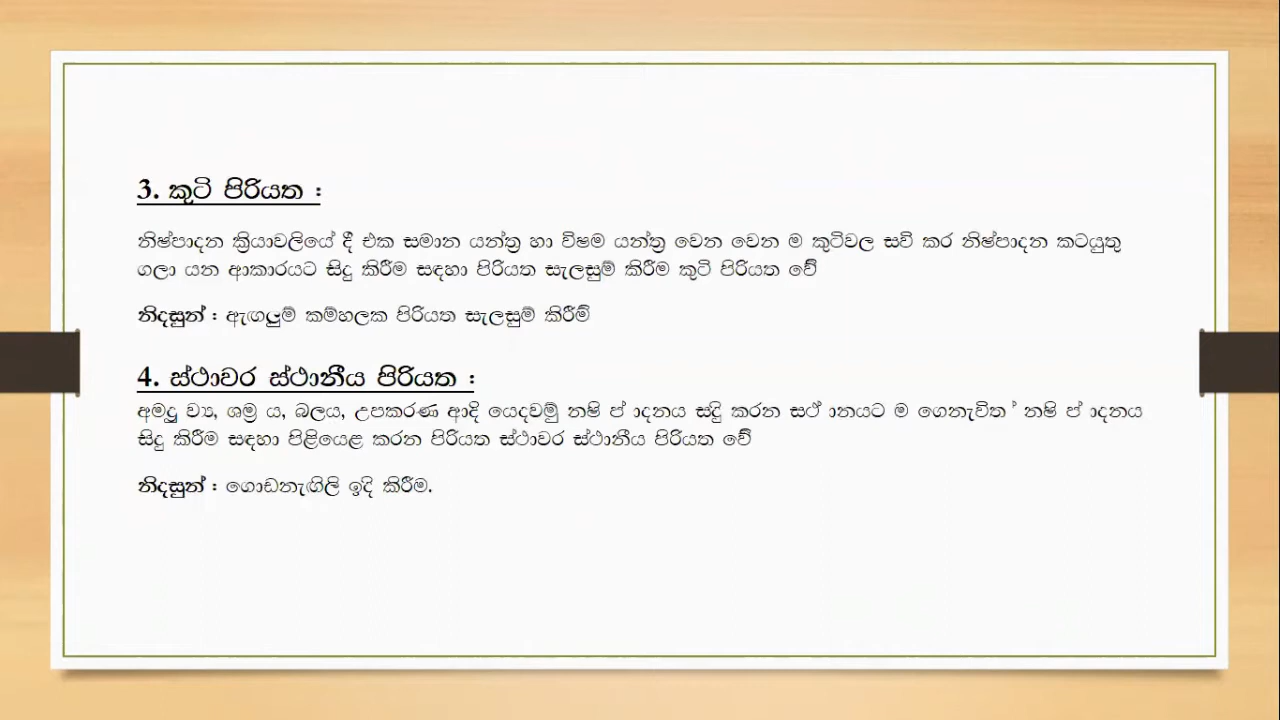 3. කුටි පිරියත :
නිෂ්පාදන ක්‍රියාවලියේ දී එක සමාන යන්ත්‍ර හා විෂම යන්ත්‍ර වෙන වෙන ම කුටිවල සවි කර නිෂ්පාදන කටයුතු
ගලා යන ආකාරයට සිදු කිරීම සඳහා පිරියත සැලසුම් කිරීම කුටි පිරියත වේ
නිදසුන් : ඇඟලුම් කම්හලක පිරියත සැලසුම් කිරීම්
4. ස්ථාවර ස්ථානීය පිරියත :
අමුද්‍රව්‍ය, ශ්‍රමය, බලය, උපකරණ ආදි යෙදවුම් නිෂ්පාදනය සිදු කරන ස්ථානයට ම ගෙනැවිත් නිෂ්පාදනය
සිදු කිරීම සඳහා පිළියෙළ කරන පිරියත ස්ථාවර ස්ථානීය පිරියත වේ
නිදසුන් : ගොඩනැඟිලි ඉදි කිරීම.